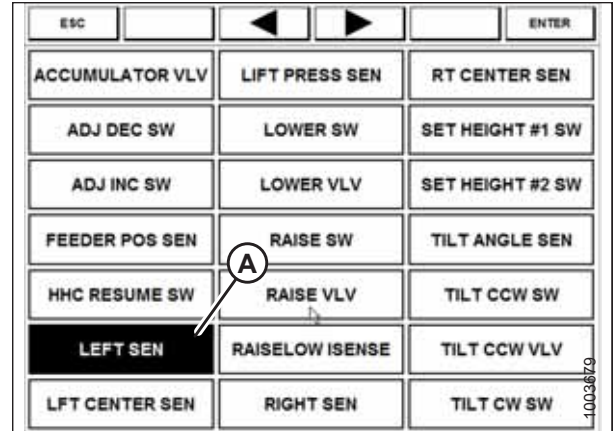 ESC
ENTER
ACCUMULATOR VLV LIFT PRESS SEN RT CENTER SEN
ADJ DEC SW LOWER SW SET HEIGHT #1 SW
ADJ INC SW LOWER VLV SET HEIGHT #2 SW
FEEDER POS SEN RAISE SW TILT ANGLE SEN
A
HHC RESUME SW RAISE VLV TILT CCW SW
LEFT SEN RAISELOW ISENSE TILT CCW VLV
LFT CENTER SEN RIGHT SEN TILT CW SW
1003679